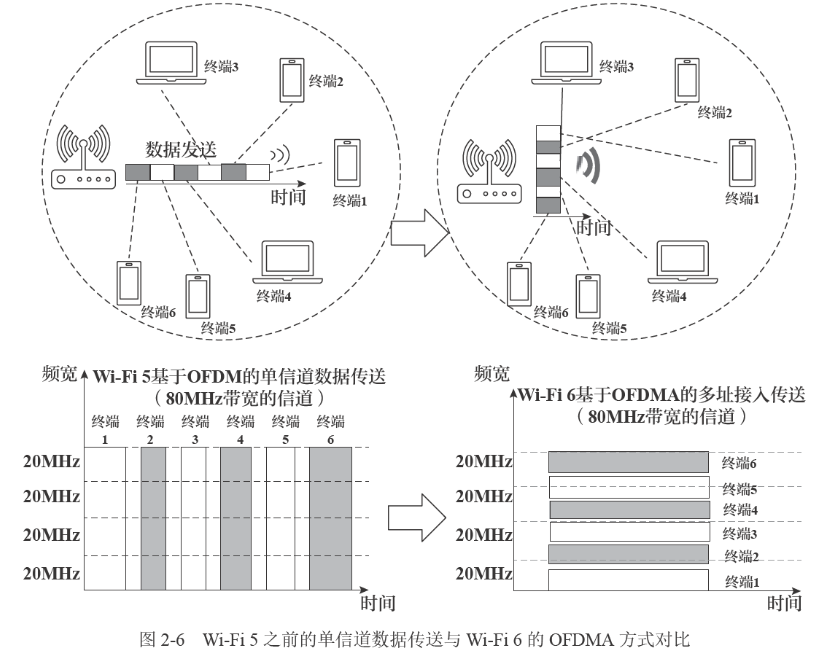 终端3
终端2
数据发送
时间
终端1
终端4
终端6
终端5
终端3
终端2
终端1
时间
终端4
终端6
终端5
频宽
Wi-Fi 5基于OFDM的单信道数据传送
（80MHz带宽的信道）
终端 终端 终端 终端 终端 终端
1 2 3 4 5 6
20MHz
20MHz
20MHz
20MHz
时间
频宽
Wi-Fi 6基于OFDMA的多址接入传送
（80MHz带宽的信道）
20MHz
终端6
20MHz
终端5
终端4
20MHz
终端3
终端2
20MHz
终端1
时间
图 2-6 Wi-Fi 5 之前的单信道数据传送与 Wi-Fi 6 的 OFDMA 方式对比